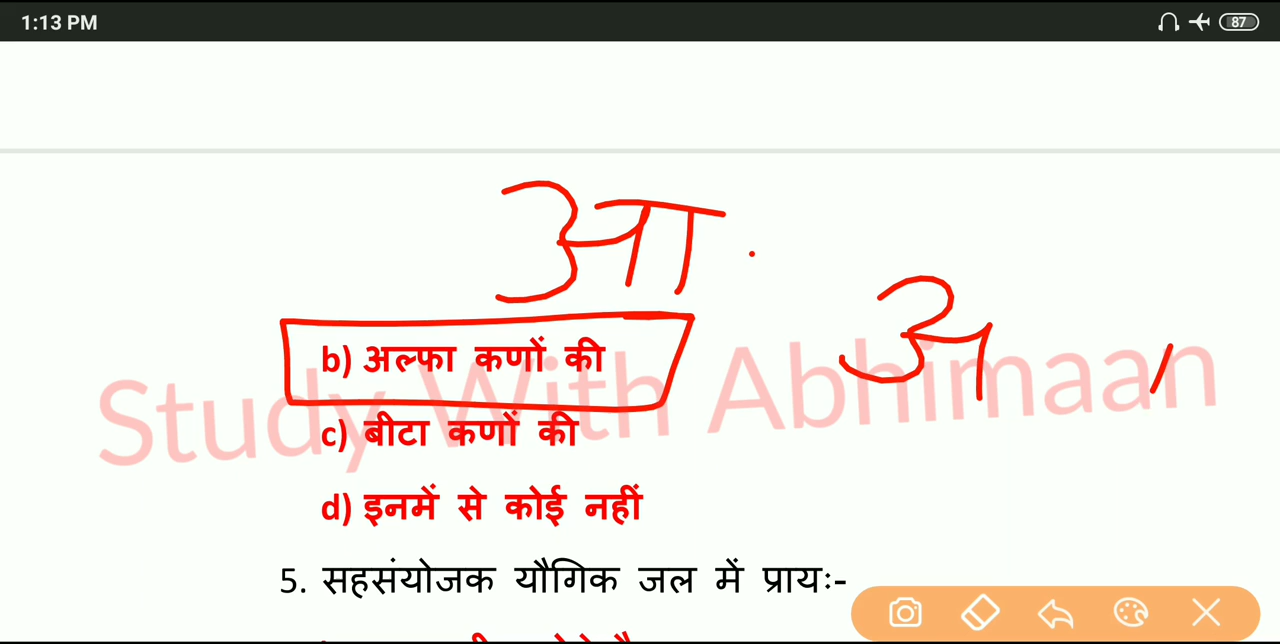 1:13 PM 87
आ
अ ,
b) अल्फा कणों की
Study With Abhimaan
c) बीटा कणों की
d) इनमें से कोई नहीं
5. सहसंयोजक यौगिक जल में प्रायः-